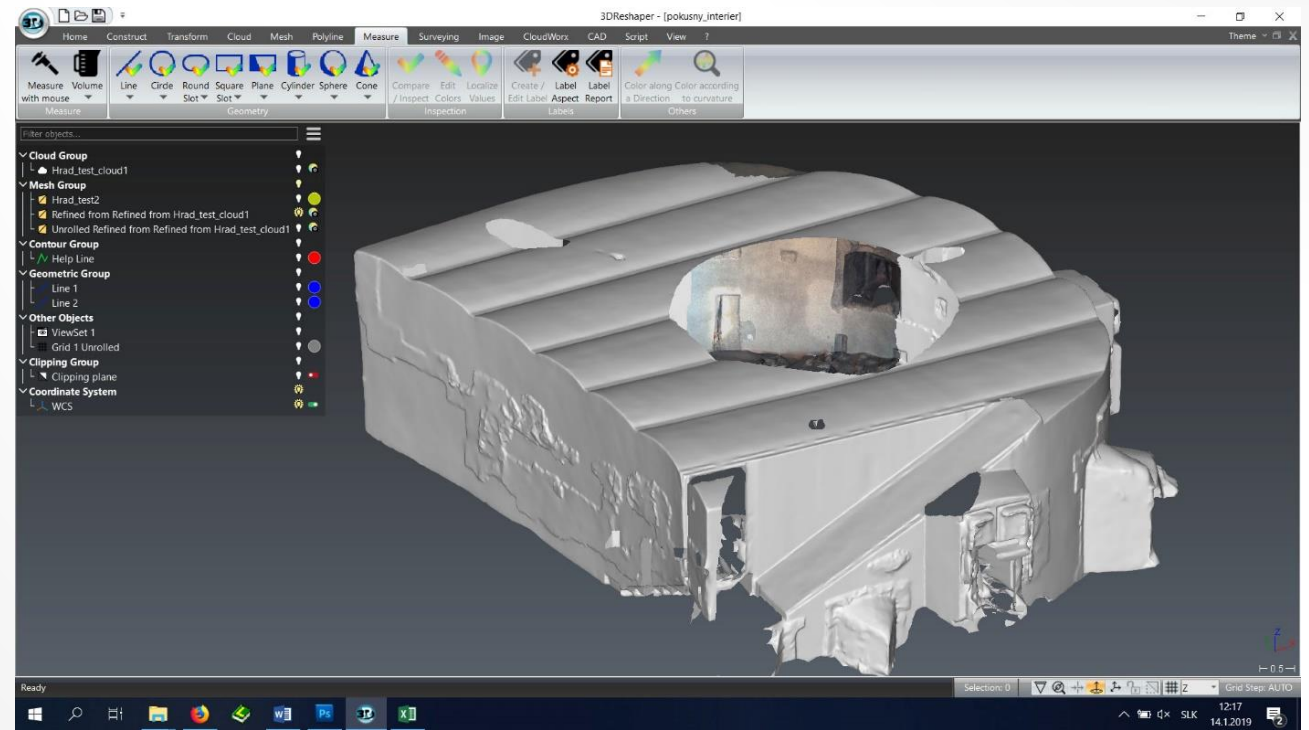 3DReshaper - [pokusny_interier]
Home Construct Transform Cloud Mesh Polyline Measure Surveying Image CloudWorx CAD Script View ? Theme
Measure with mouse Volume Line Circle Round Slot Square Slot Plane Cylinder Sphere Cone Compare / Inspect Edit Colors Localize Values Create / Edit Label Label Aspect Label Report Color along a Direction Color according to curvature
Measure Geometry Inspection Labels Others
Filter objects...
Cloud Group
Hrad_test_cloud1
Mesh Group
Hrad_test2
Refined from Refined from Hrad_test_cloud1
Unrolled Refined from Refined from Hrad_test_cloud1
Contour Group
Help Line
Geometric Group
Line 1
Line 2
Other Objects
ViewSet 1
Grid 1 Unrolled
Clipping Group
Clipping plane
Coordinate System
WCS
Z
0.5
Ready Selection: 0 Z Grid Step: AUTO
SLK 12:17
14.1.2019 2